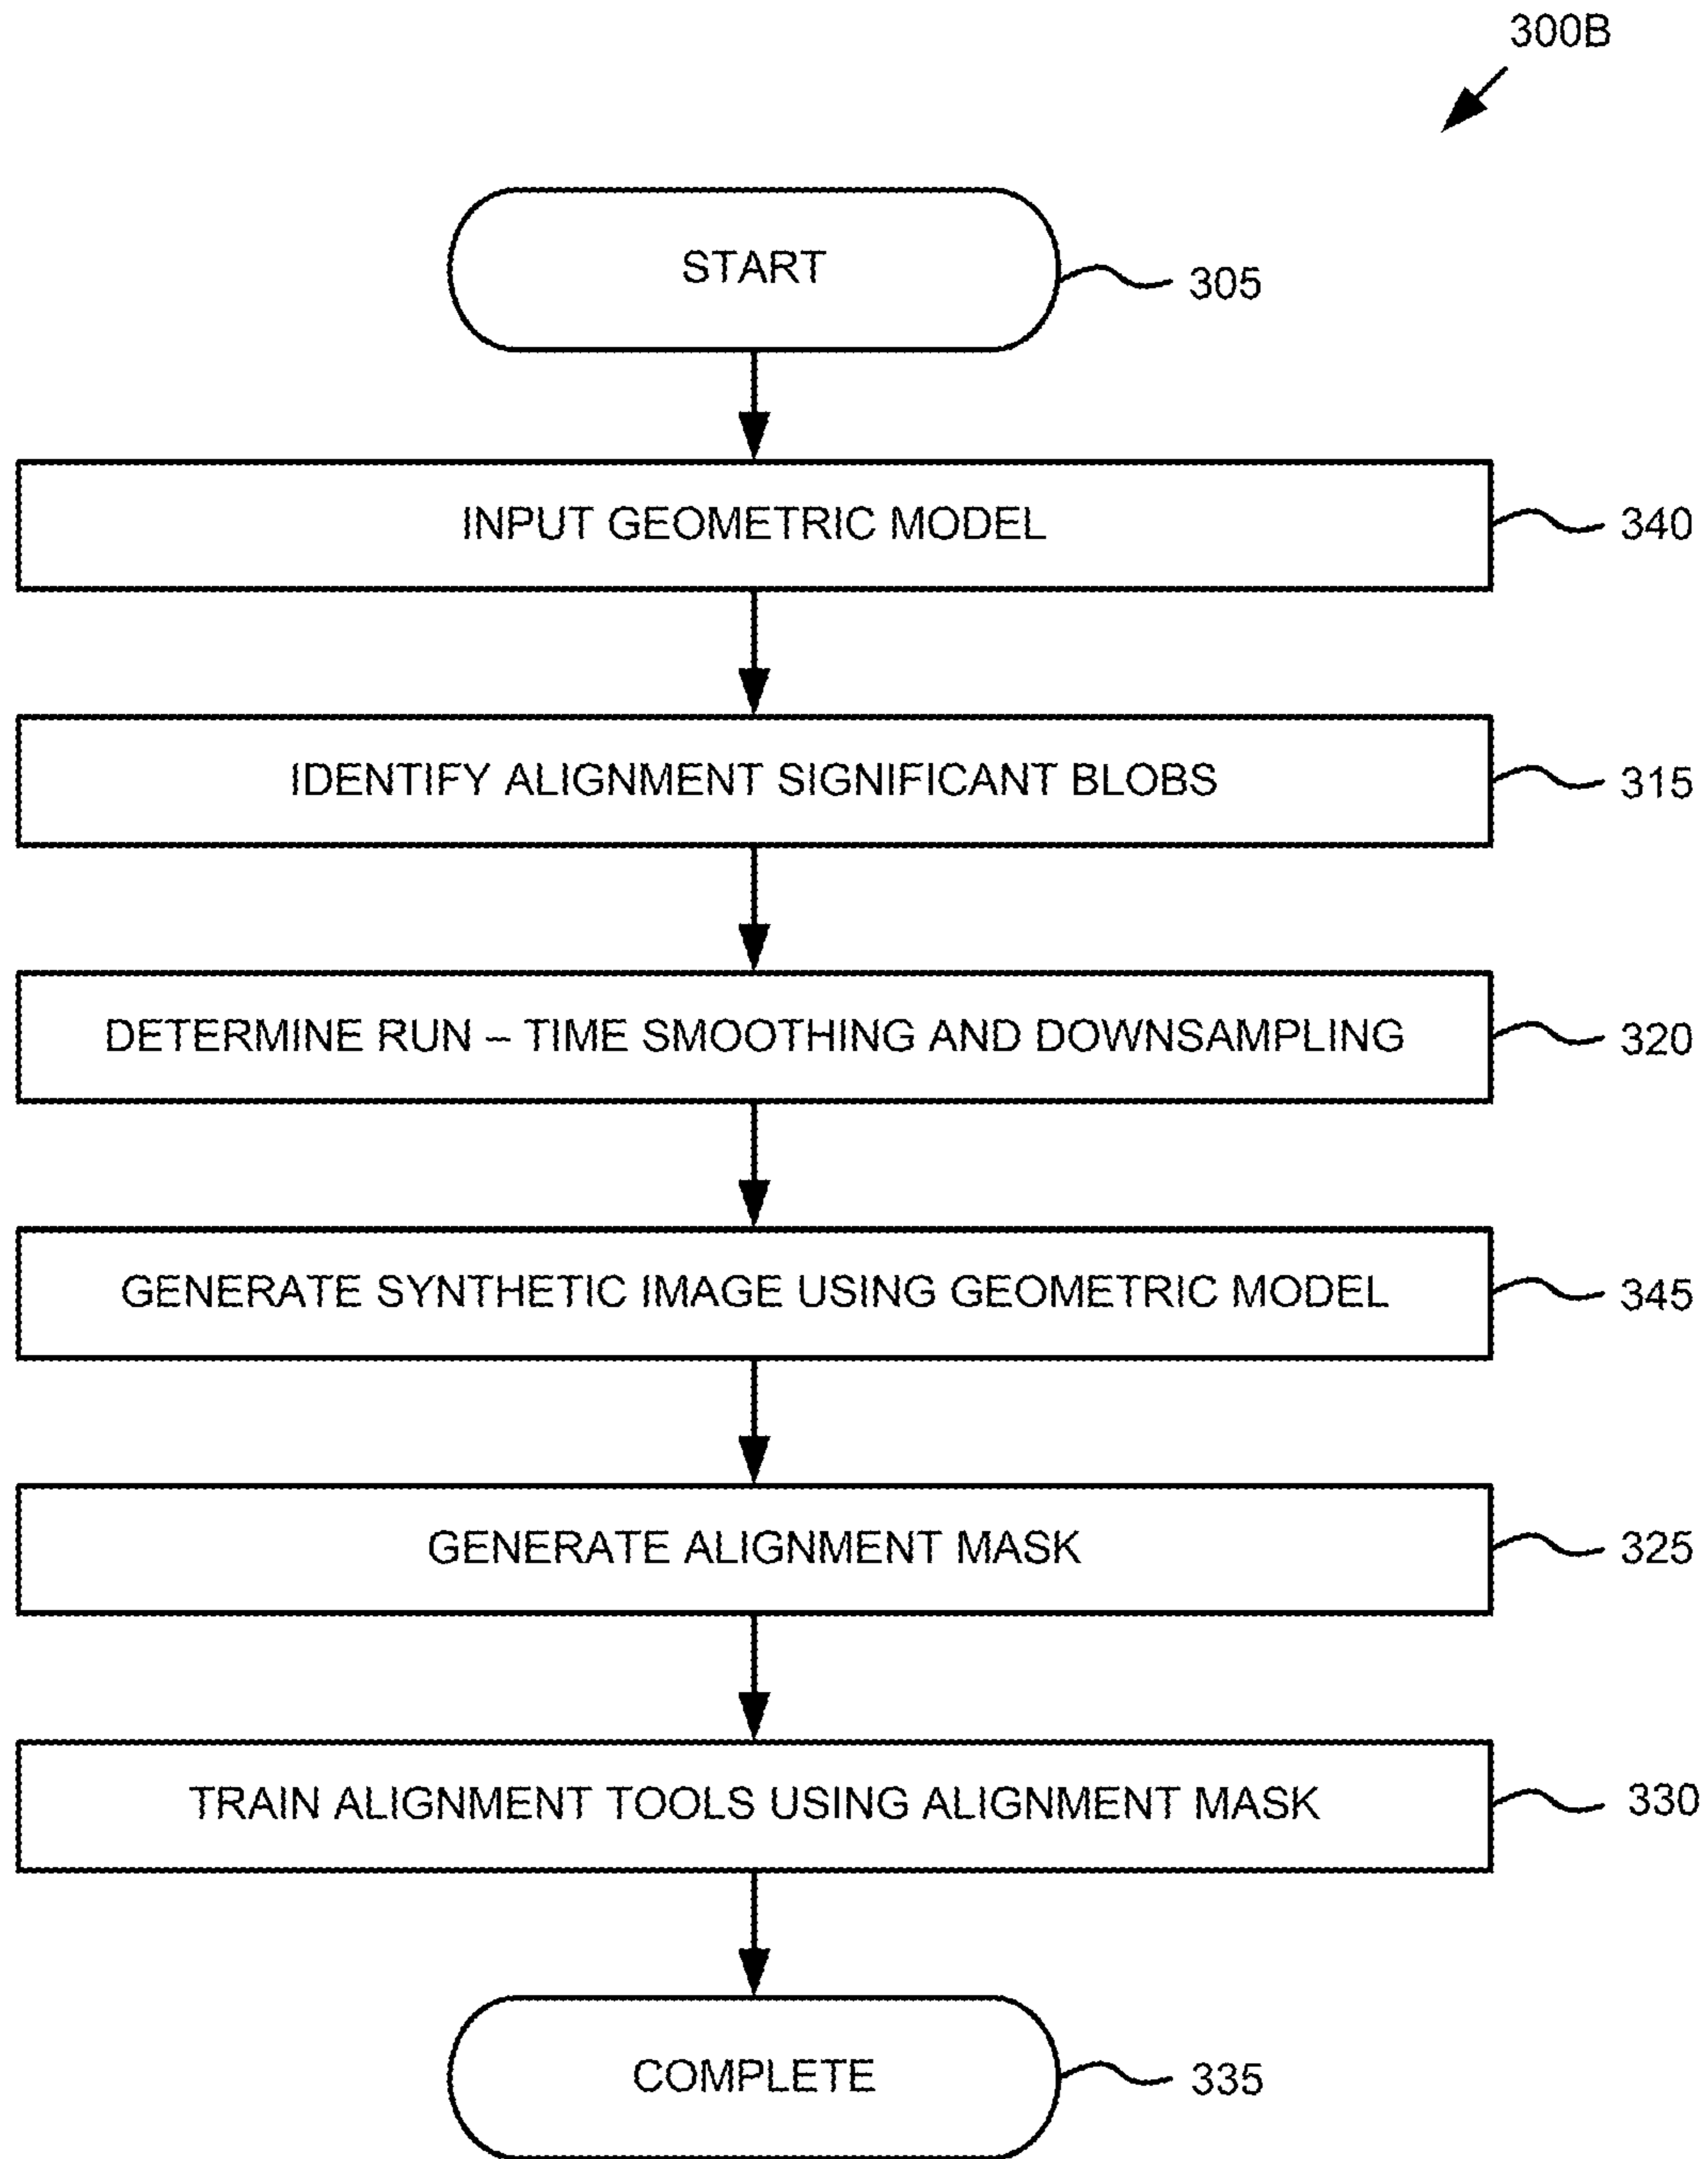 300B
START
305
INPUT GEOMETRIC MODEL
340
IDENTIFY ALIGNMENT SIGNIFICANT BLOBS
315
DETERMINE RUN – TIME SMOOTHING AND DOWNSAMPLING
320
GENERATE SYNTHETIC IMAGE USING GEOMETRIC MODEL
345
GENERATE ALIGNMENT MASK
325
TRAIN ALIGNMENT TOOLS USING ALIGNMENT MASK
330
COMPLETE
335